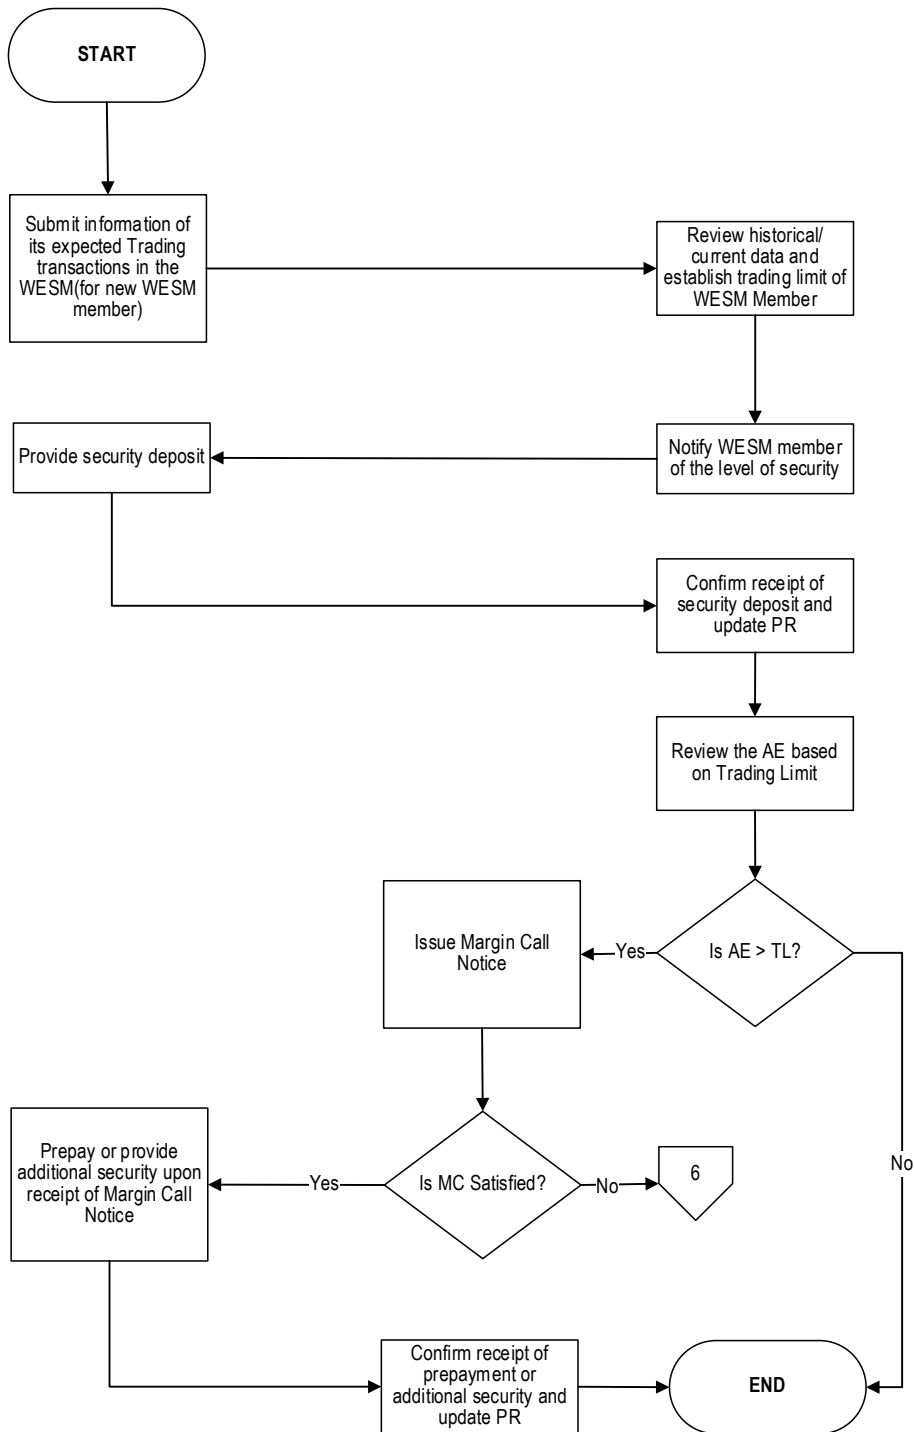 START
Submit information of
its expected Trading
transactions in the
WESM(for new WESM
member)
Review historical/
current data and
establish trading limit of
WESM Member
Provide security deposit
Notify WESM member
of the level of security
Confirm receipt of
security deposit and
update PR
Review the AE based
on Trading Limit
Issue Margin Call
Notice
Yes
Is AE > TL?
Prepay or provide
additional security upon
receipt of Margin Call
Notice
Yes
Is MC Satisfied?
No
6
No
Confirm receipt of
prepayment or
additional security and
update PR
END